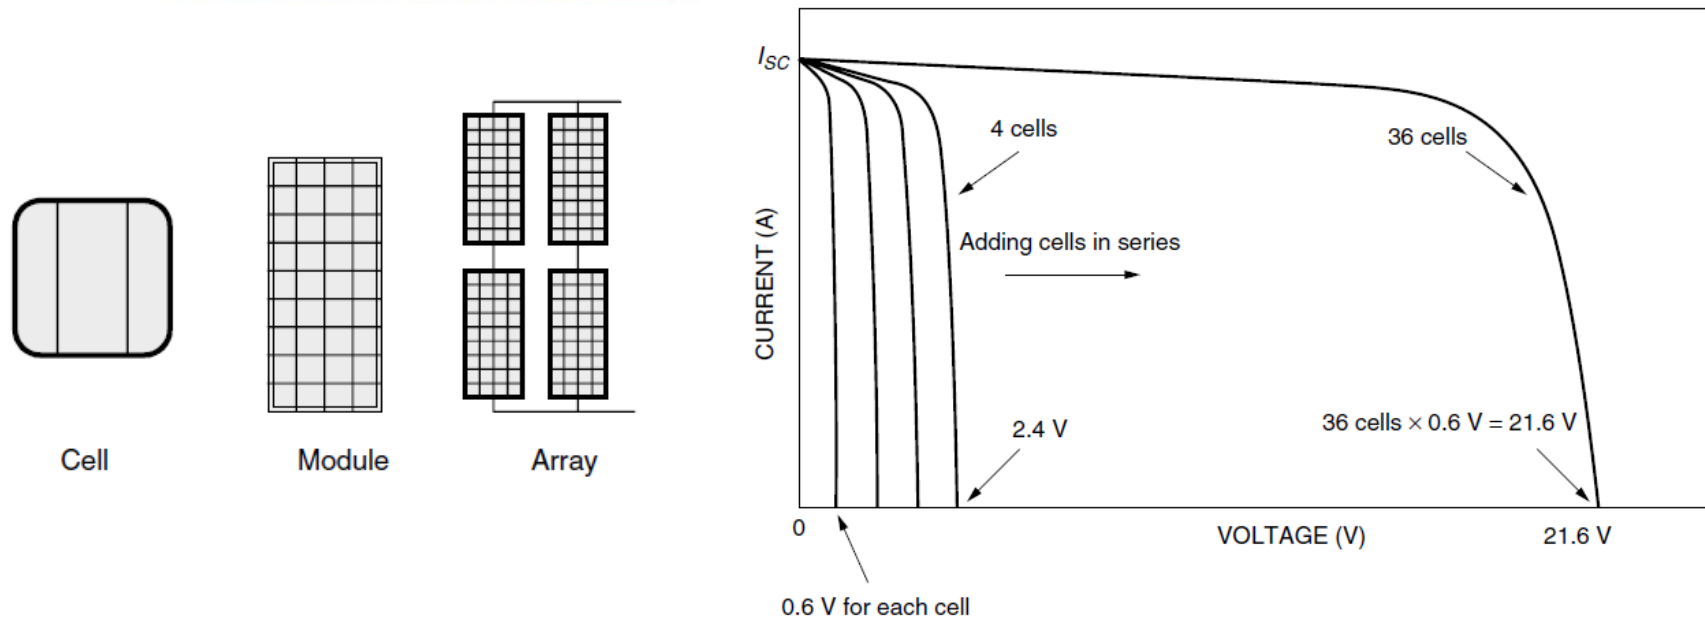 Cell
Module
Array
I_SC
CURRENT (A)
4 cells
36 cells
Adding cells in series
2.4 V
36 cells × 0.6 V = 21.6 V
0
VOLTAGE (V)
21.6 V
0.6 V for each cell